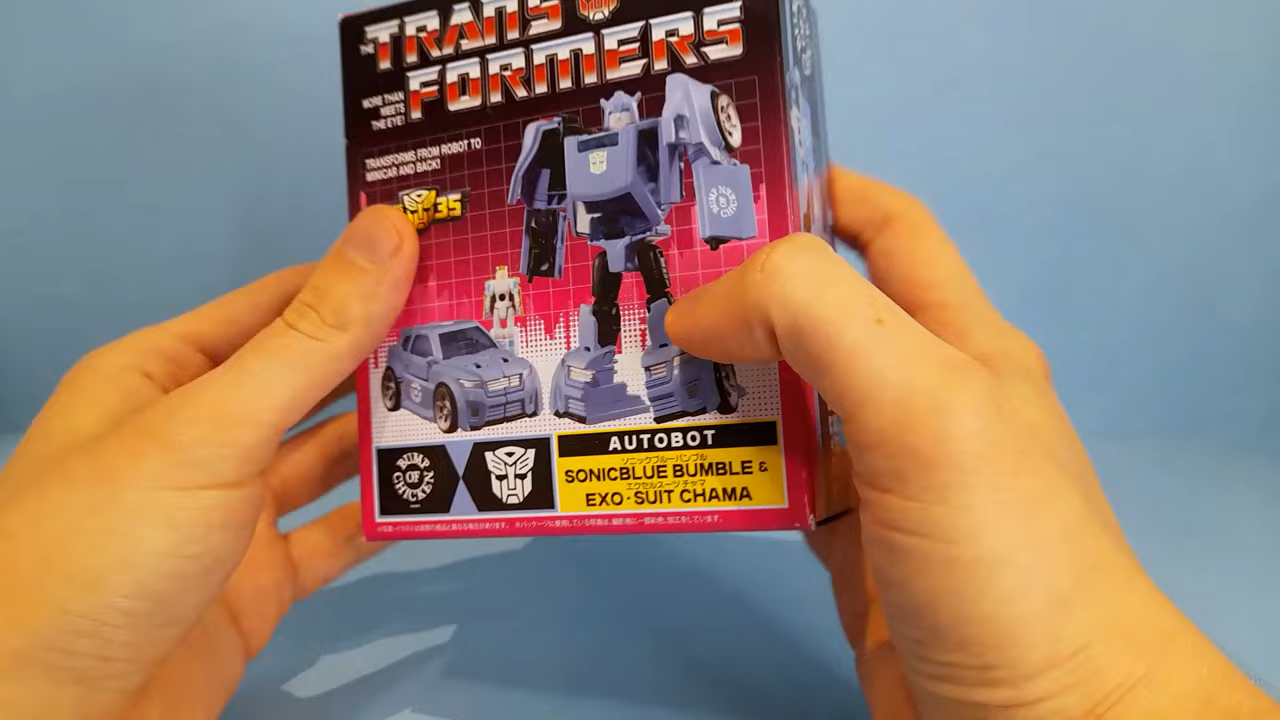 THE TRANSFORMERS
MORE THAN
MEETS
THE EYE!
TRANSFORMS FROM ROBOT TO
MINICAR AND BACK!
35
BUMP
OF
CHICKEN
BUMP
OF
CHICKEN
AUTOBOT
ソニックブルーバンブル
SONICBLUE BUMBLE &
エクセルスーツ チャマ
EXO-SUIT CHAMA